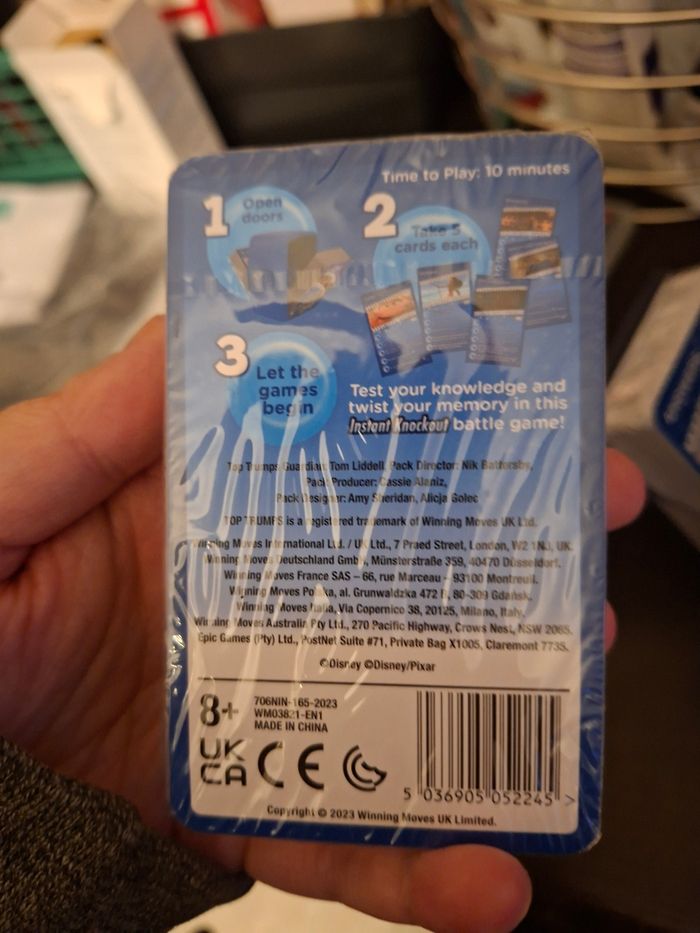 Time to Play: 10 minutes
1
Open
doors
2
Take 5
cards each
3
Let the
games
begin
Test your knowledge and
twist your memory in this
Instant Knockout battle game!
Top Trumps Guardian: Tom Liddell, Pack Director: Nik Battersby,
Pack Producer: Cassie Alaniz,
Pack Designer: Amy Sheridan, Alicja Golec
TOP TRUMPS is a registered trademark of Winning Moves UK Ltd.
Winning Moves International Ltd. / UK Ltd., 7 Praed Street, London, W2 1NJ, UK.
Winning Moves Deutschland GmbH, Münsterstraße 359, 40470 Düsseldorf.
Winning Moves France SAS – 66, rue Marceau – 93100 Montreuil.
Winning Moves Polska, al. Grunwaldzka 472 B, 80-309 Gdańsk.
Winning Moves Italia, Via Copernico 38, 20125, Milano, Italy.
Winning Moves Australia Pty Ltd., 270 Pacific Highway, Crows Nest, NSW 2065.
Epic Games (Pty) Ltd., PostNet Suite #71, Private Bag X1005, Claremont 7735.
©Disney ©Disney/Pixar
8+
706NIN-165-2023
WM03821-EN1
MADE IN CHINA
UK
CA CE
5 036905 052245 >
Copyright © 2023 Winning Moves UK Limited.